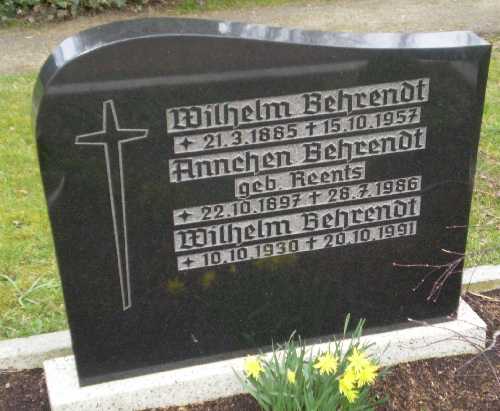 Wilhelm Behrendt
✦ 21.3.1885 ✝ 15.10.1957
Annchen Behrendt
geb. Reents
✦ 22.10.1897 ✝ 28.7.1986
Wilhelm Behrendt
✦ 10.10.1930 ✝ 20.10.1991